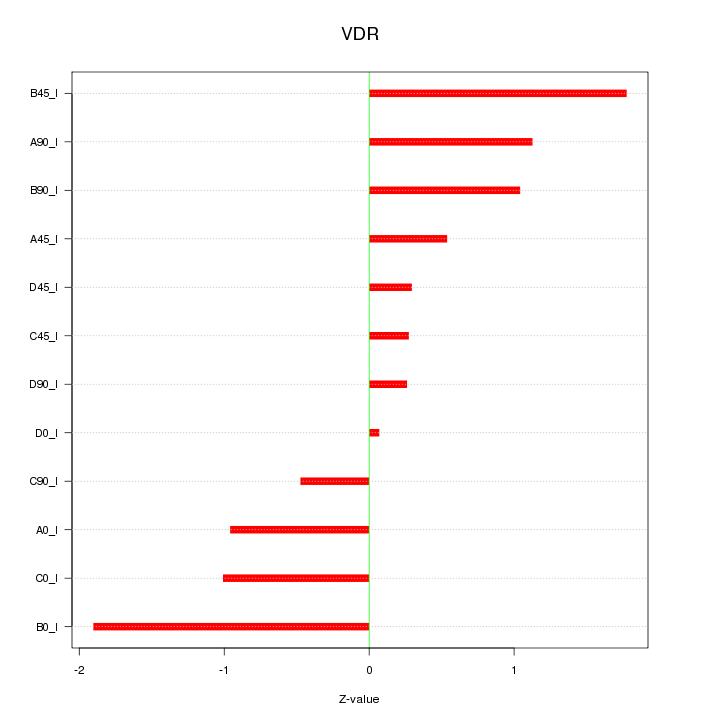 VDR
B45_I
A90_I
B90_I
A45_I
D45_I
C45_I
D90_I
D0_I
C90_I
A0_I
C0_I
B0_I
-2 -1 0 1
Z-value